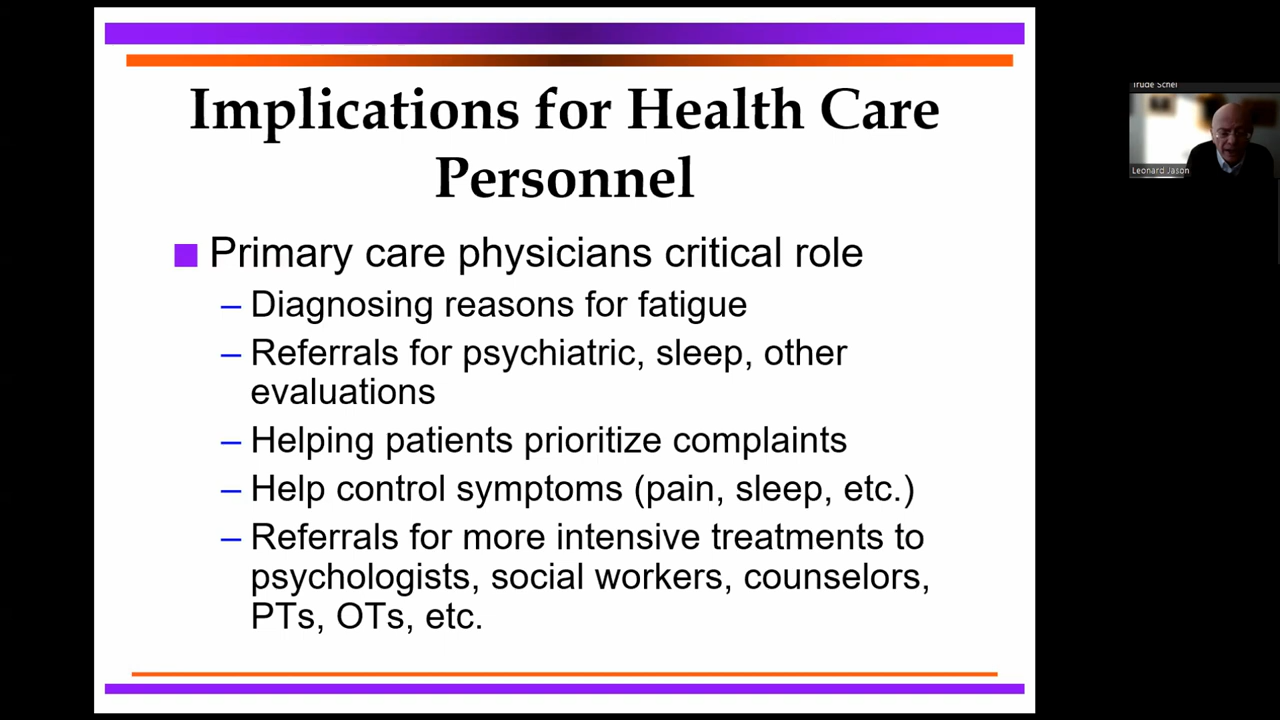 Implications for Health Care
Personnel
Primary care physicians critical role
– Diagnosing reasons for fatigue
– Referrals for psychiatric, sleep, other
evaluations
– Helping patients prioritize complaints
– Help control symptoms (pain, sleep, etc.)
– Referrals for more intensive treatments to
psychologists, social workers, counselors,
PTs, OTs, etc.
Trude Schei
Leonard Jason